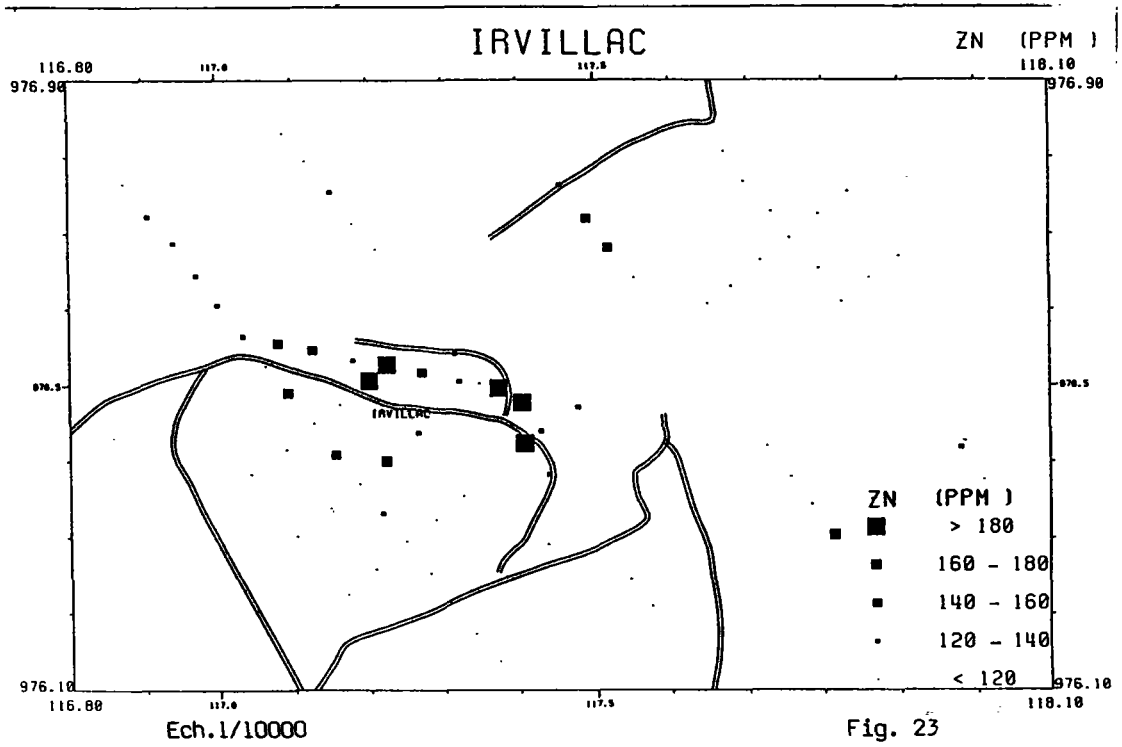 IRVILLAC ZN (PPM )
116.80 117.0 117.5 118.10
976.90 976.90
976.5 976.5
IRVILLAC
ZN (PPM )
> 180
160 - 180
140 - 160
120 - 140
< 120
976.10 976.10
116.80 117.0 117.5 118.10
Ech.1/10000 Fig. 23